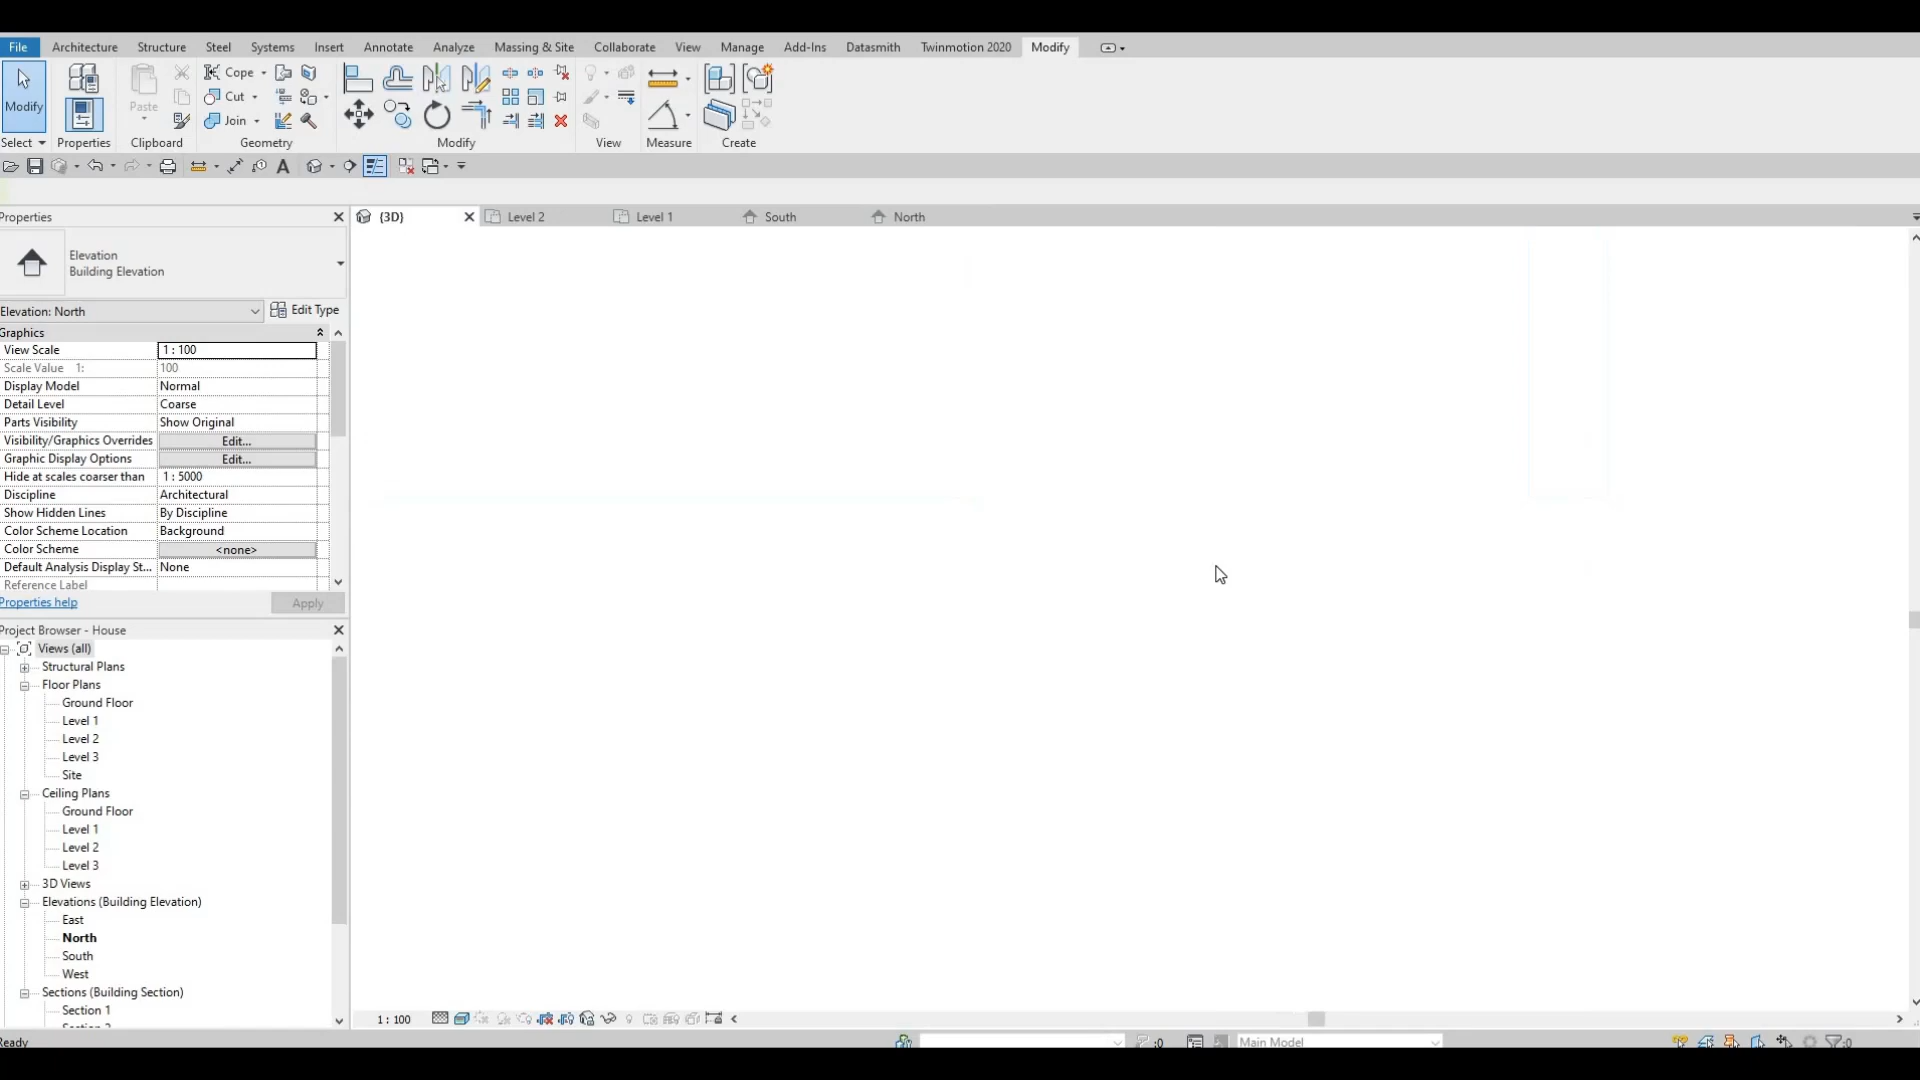 File Architecture Structure Steel Systems Insert Annotate Analyze Massing & Site Collaborate View Manage Add-Ins Datasmith Twinmotion 2020 Modify
Modify Paste Cope Cut Join
Select Properties Clipboard Geometry Modify View Measure Create
Properties
{3D} Level 2 Level 1 South North
Elevation
Building Elevation
Elevation: North Edit Type
Graphics
View Scale 1 : 100
Scale Value 1: 100
Display Model Normal
Detail Level Coarse
Parts Visibility Show Original
Visibility/Graphics Overrides Edit...
Graphic Display Options Edit...
Hide at scales coarser than 1 : 5000
Discipline Architectural
Show Hidden Lines By Discipline
Color Scheme Location Background
Color Scheme <none>
Default Analysis Display St... None
Reference Label
Properties help Apply
Project Browser - House
Views (all)
Structural Plans
Floor Plans
Ground Floor
Level 1
Level 2
Level 3
Site
Ceiling Plans
Ground Floor
Level 1
Level 2
Level 3
3D Views
Elevations (Building Elevation)
East
North
South
West
Sections (Building Section)
Section 1
1 : 100
Ready :0 Main Model :0